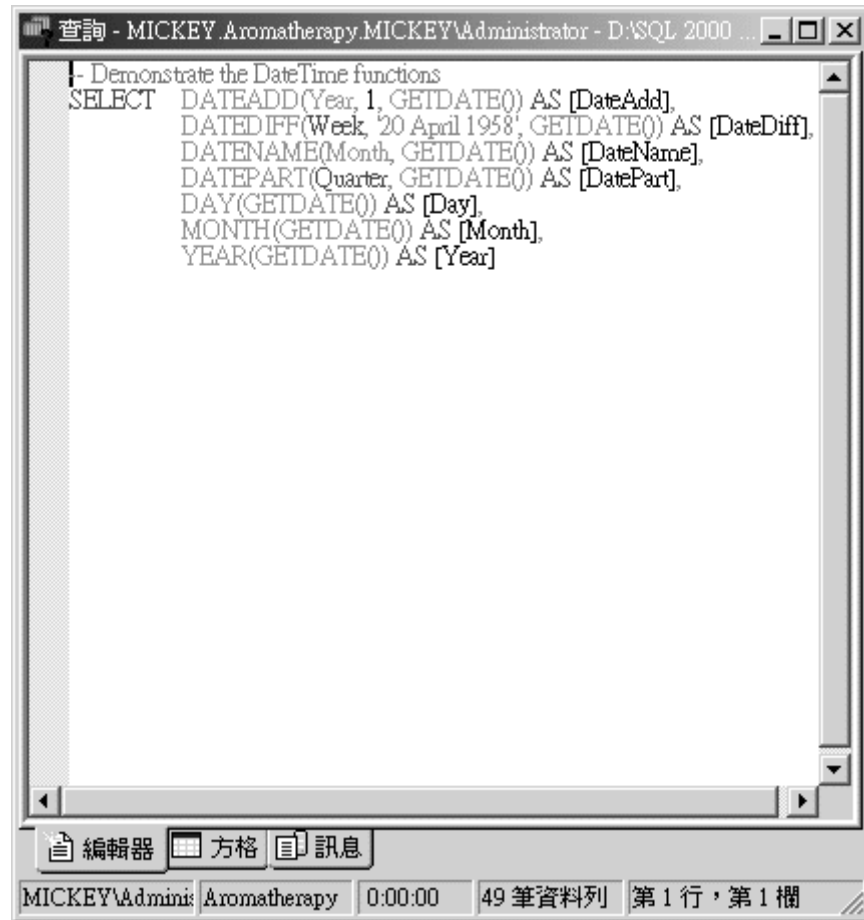 查詢 - MICKEY.Aromatherapy.MICKEY\Administrator - D:\SQL 2000 ...
-- Demonstrate the DateTime functions
SELECT DATEADD(Year, 1, GETDATE()) AS [DateAdd],
DATEDIFF(Week, '20 April 1958', GETDATE()) AS [DateDiff],
DATENAME(Month, GETDATE()) AS [DateName],
DATEPART(Quarter, GETDATE()) AS [DatePart],
DAY(GETDATE()) AS [Day],
MONTH(GETDATE()) AS [Month],
YEAR(GETDATE()) AS [Year]
編輯器 方格 訊息
MICKEY\Adminis Aromatherapy 0:00:00 49 筆資料列 第 1 行，第 1 欄